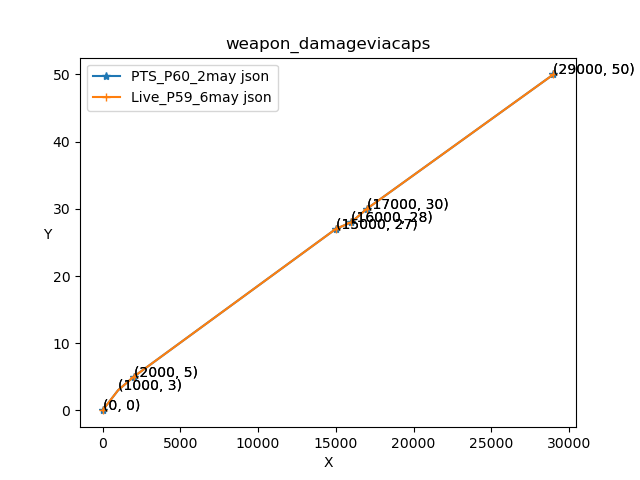 weapon_damageviacaps
PTS_P60_2may json
Live_P59_6may json
50
40
30
20
10
0
Y
(29000, 50)
(17000, 30)
(16000, 28)
(15000, 27)
(2000, 5)
(1000, 3)
(0, 0)
0 5000 10000 15000 20000 25000 30000
X